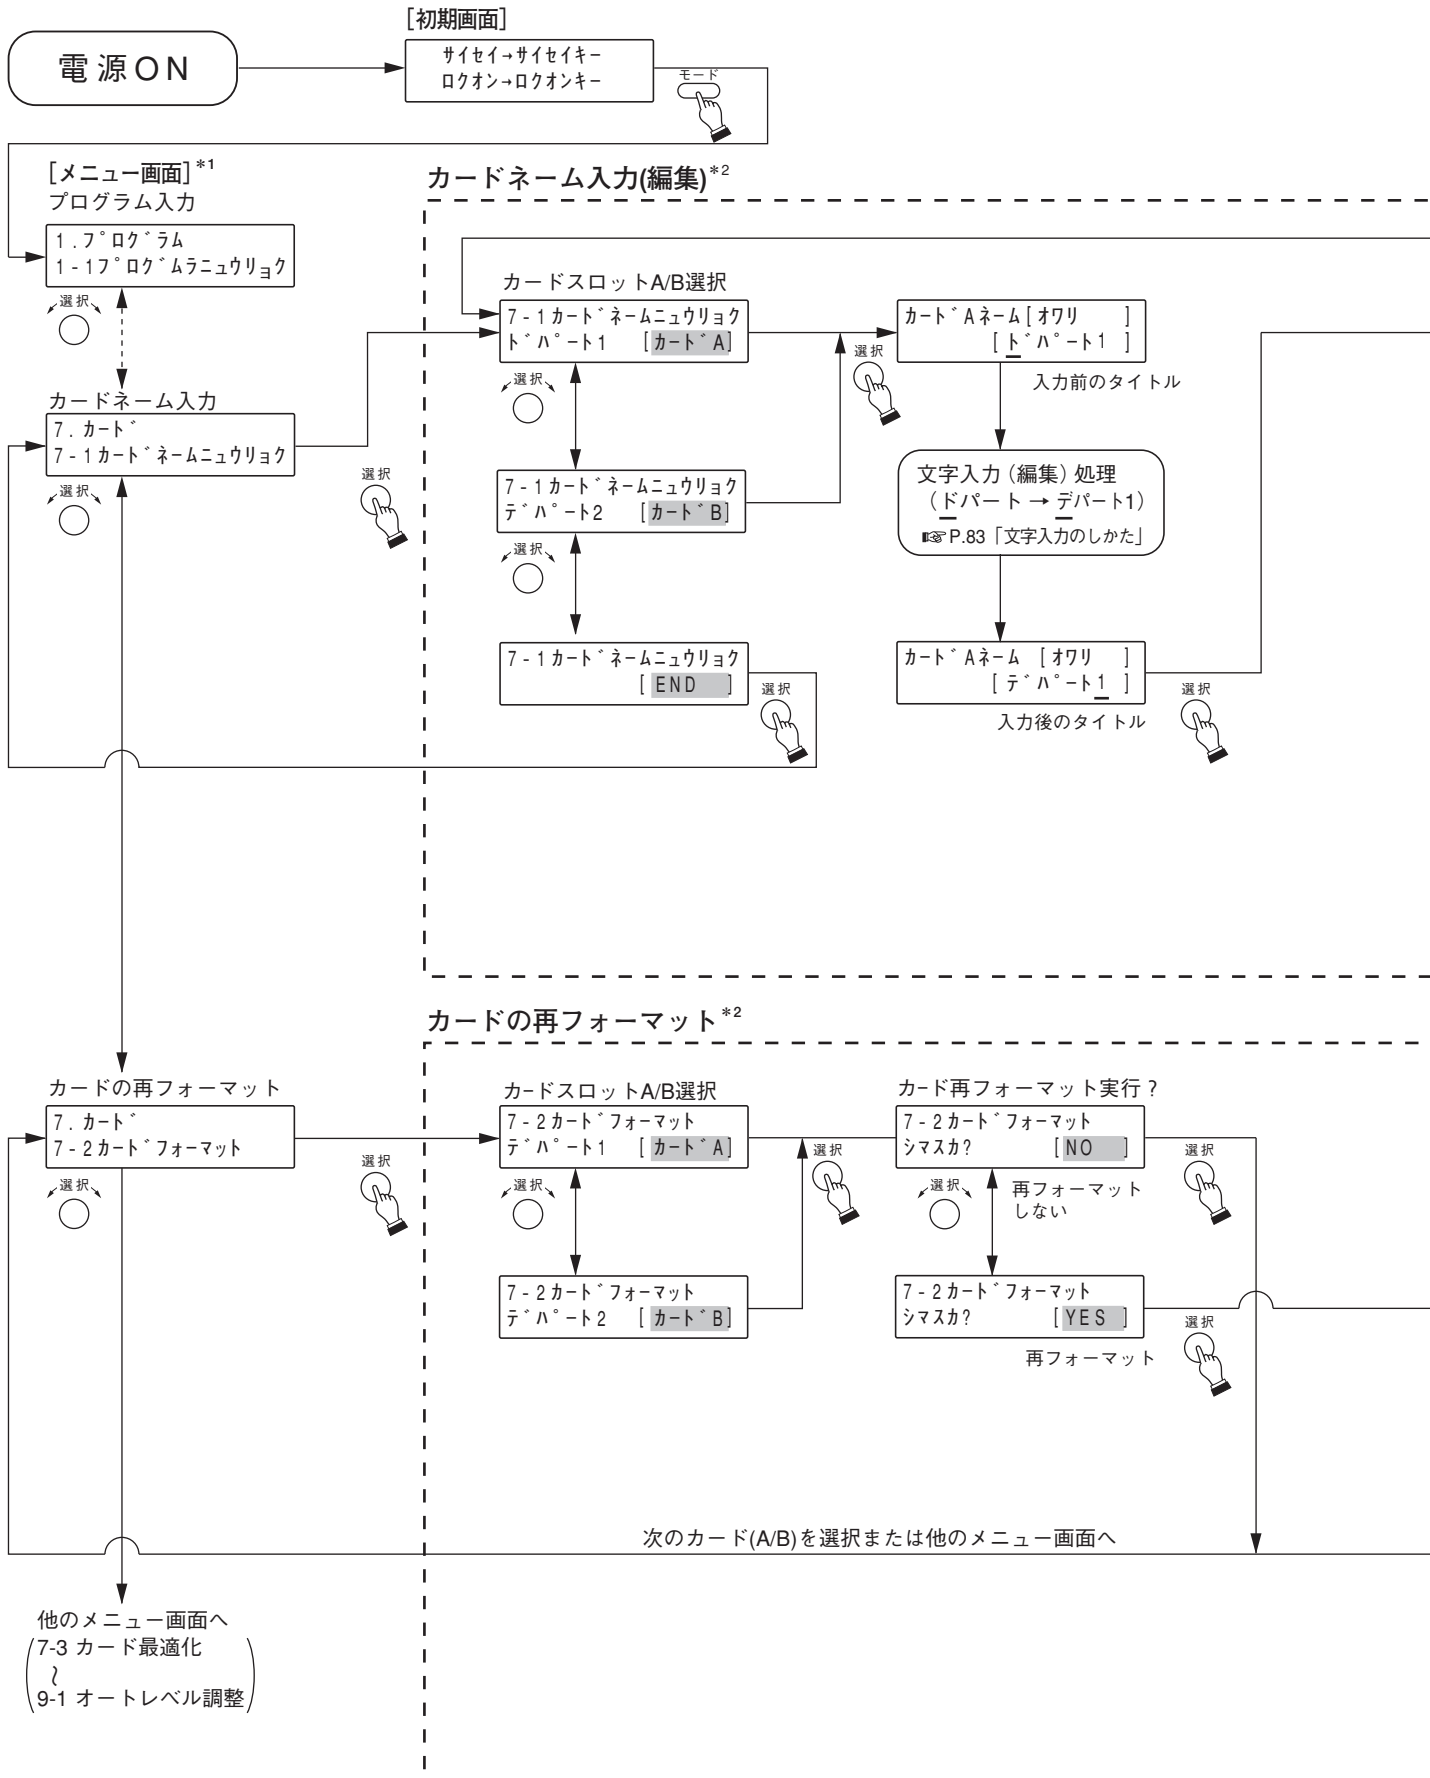 [初期画面]
電源ON
サイセイ→サイセイキー
ロクオン→ロクオンキー
モード
[メニュー画面]*1
プログラム入力
1.プログラム
1-1プログムラニュウリョク
選択
カードネーム入力
7.カード
7-1カードネームニュウリョク
選択
選択
カードネーム入力(編集)*2
カードスロットA/B選択
7-1カードネームニュウリョク
ドパート1 [カードA]
選択
7-1カードネームニュウリョク
デパート2 [カードB]
選択
7-1カードネームニュウリョク
[END ]
選択
選択
カードAネーム[オワリ ]
[ドパート1 ]
入力前のタイトル
文字入力(編集)処理
(ドパート → デパート1)
☞P.83「文字入力のしかた」
カードAネーム [オワリ ]
[デパート1 ]
入力後のタイトル
選択
カードの再フォーマット
7.カード
7-2カードフォーマット
選択
選択
カードの再フォーマット*2
カードスロットA/B選択
7-2カードフォーマット
デパート1 [カードA]
選択
7-2カードフォーマット
デパート2 [カードB]
選択
カード再フォーマット実行?
7-2カードフォーマット
シマスカ? [NO ]
選択
再フォーマット
しない
選択
7-2カードフォーマット
シマスカ? [YES ]
再フォーマット
選択
次のカード(A/B)を選択または他のメニュー画面へ
他のメニュー画面へ
(7-3 カード最適化
~
9-1 オートレベル調整)